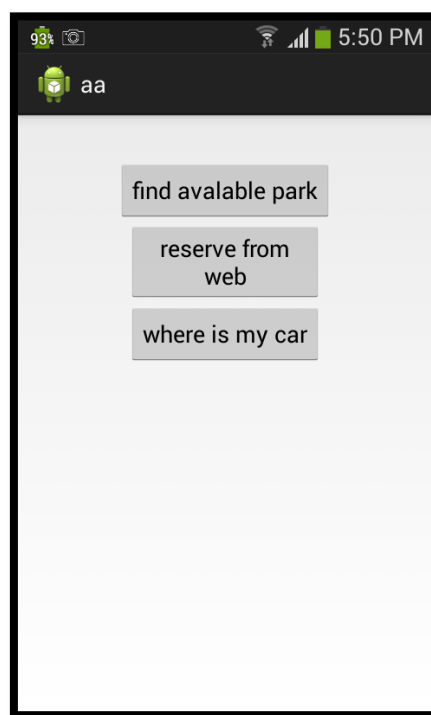 93% 5:50 PM
aa
find avalable park
reserve from
web
where is my car